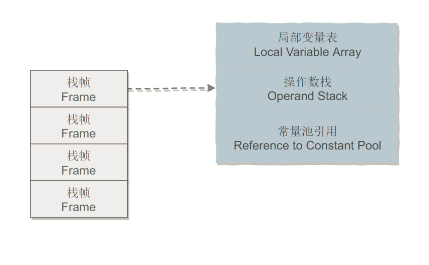 栈帧
Frame
栈帧
Frame
栈帧
Frame
栈帧
Frame
局部变量表
Local Variable Array
操作数栈
Operand Stack
常量池引用
Reference to Constant Pool